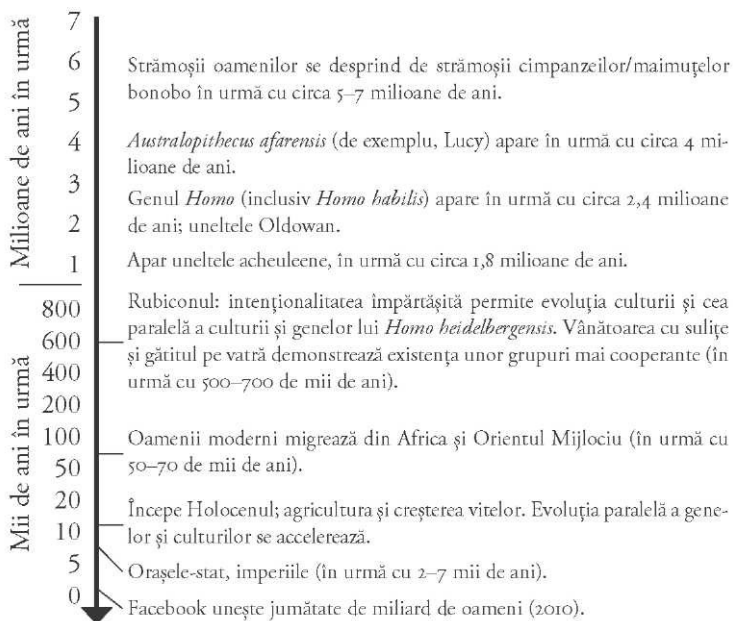 Milioane de ani în urmă
7
6
5
4
3
2
1
Strămoșii oamenilor se desprind de strămoșii cimpanzeilor/maimuțelor
bonobo în urmă cu circa 5–7 milioane de ani.
Australopithecus afarensis (de exemplu, Lucy) apare în urmă cu circa 4 mi-
lioane de ani.
Genul Homo (inclusiv Homo habilis) apare în urmă cu circa 2,4 milioane
de ani; uneltele Oldowan.
Apar uneltele acheuleene, în urmă cu circa 1,8 milioane de ani.
Mii de ani în urmă
800
600
400
200
100
50
20
10
5
0
Rubiconul: intenționalitatea împărtășită permite evoluția culturii și cea
paralelă a culturii și genelor lui Homo heidelbergensis. Vânătoarea cu sulițe
și gătitul pe vatră demonstrează existența unor grupuri mai cooperante (în
urmă cu 500–700 de mii de ani).
Oamenii moderni migrează din Africa și Orientul Mijlociu (în urmă cu
50–70 de mii de ani).
Începe Holocenul; agricultura și creșterea vitelor. Evoluția paralelă a gene-
lor și culturilor se accelerează.
Orașele-stat, imperiile (în urmă cu 2–7 mii de ani).
Facebook unește jumătate de miliard de oameni (2010).